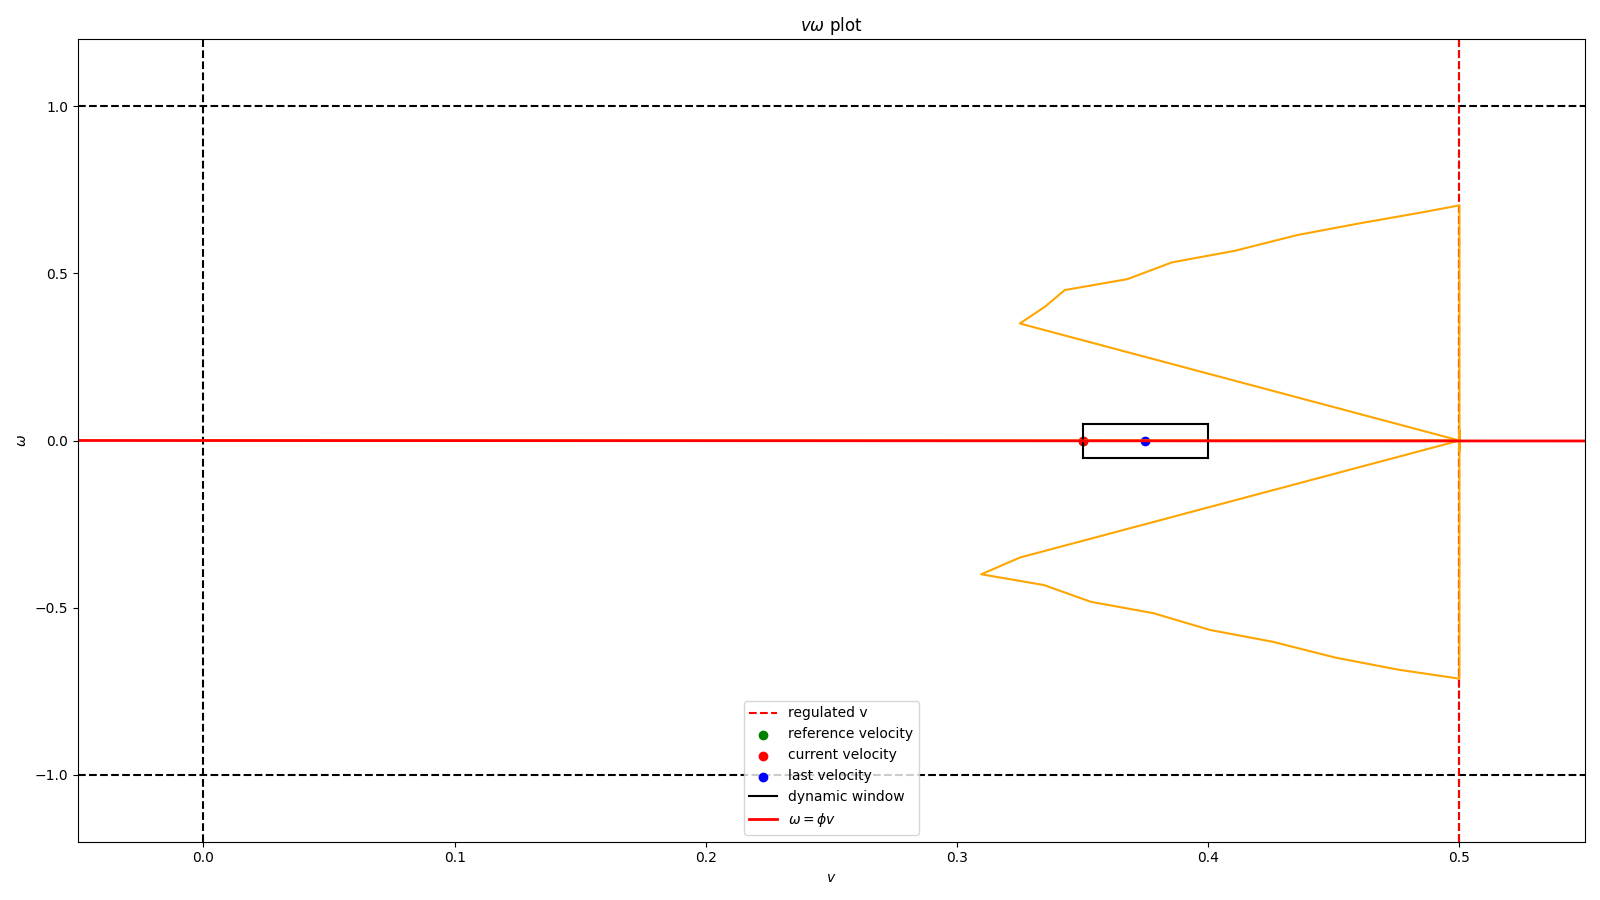 vω plot
ω
1.0
0.5
0.0
−0.5
−1.0
regulated v
reference velocity
current velocity
last velocity
dynamic window
ω = ϕv
0.0 0.1 0.2 0.3 0.4 0.5
v